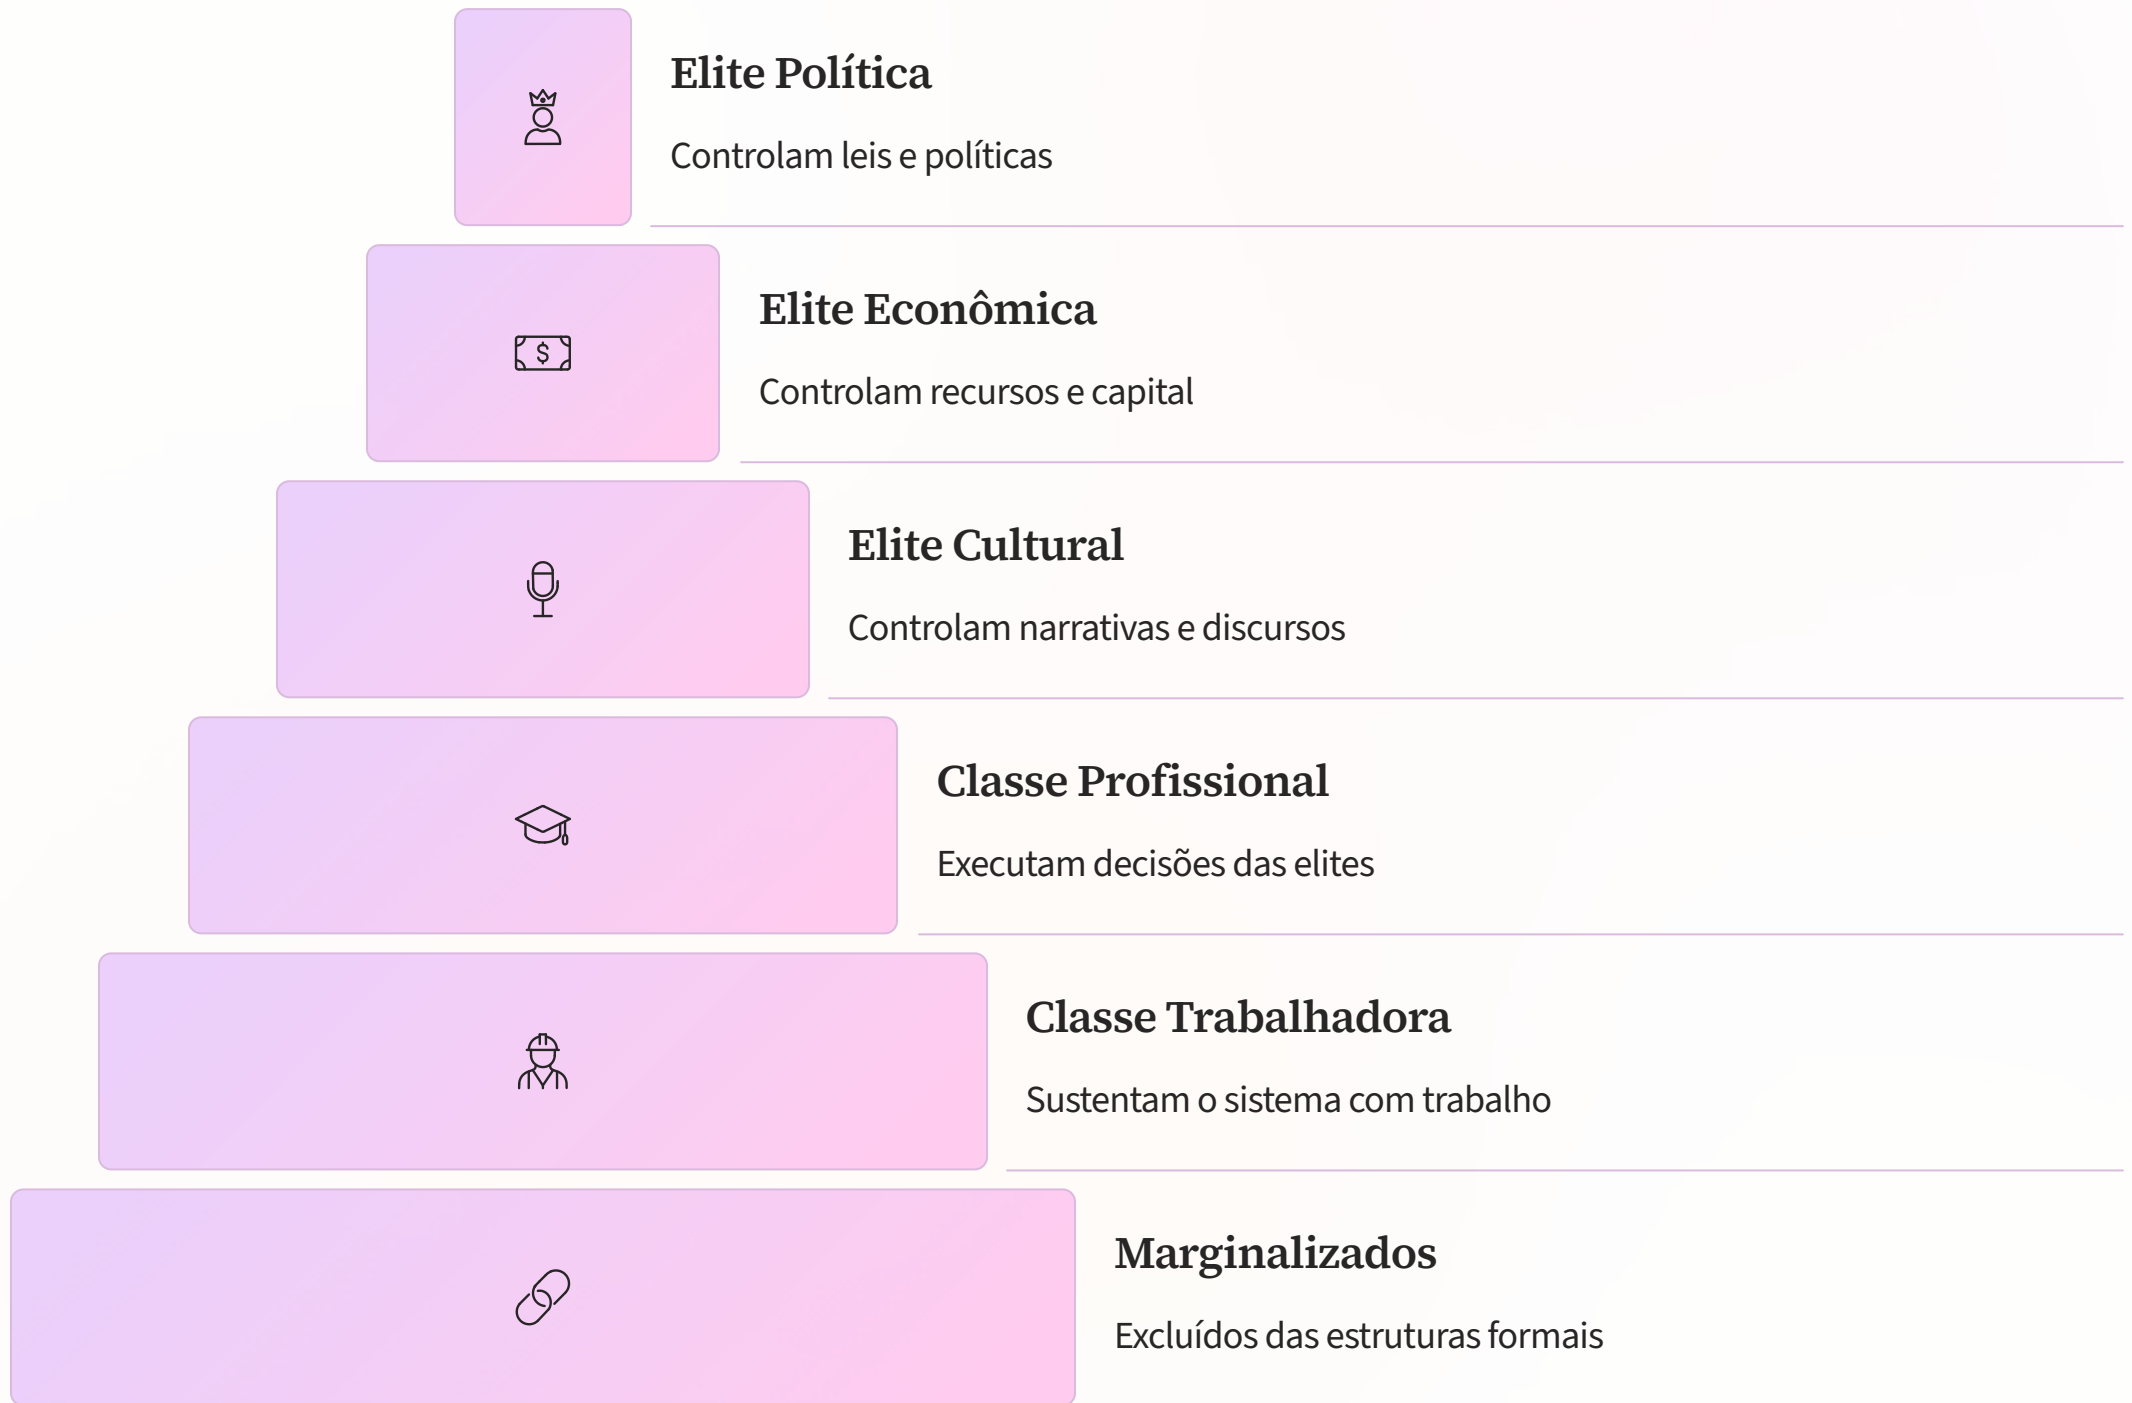 Elite Política
Controlam leis e políticas
Elite Econômica
Controlam recursos e capital
Elite Cultural
Controlam narrativas e discursos
Classe Profissional
Executam decisões das elites
Classe Trabalhadora
Sustentam o sistema com trabalho
Marginalizados
Excluídos das estruturas formais